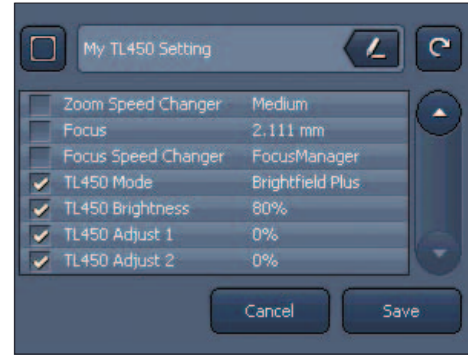 My TL450 Setting
Zoom Speed Changer Medium
Focus 2.111 mm
Focus Speed Changer FocusManager
TL450 Mode Brightfield Plus
TL450 Brightness 80%
TL450 Adjust 1 0%
TL450 Adjust 2 0%
Cancel Save